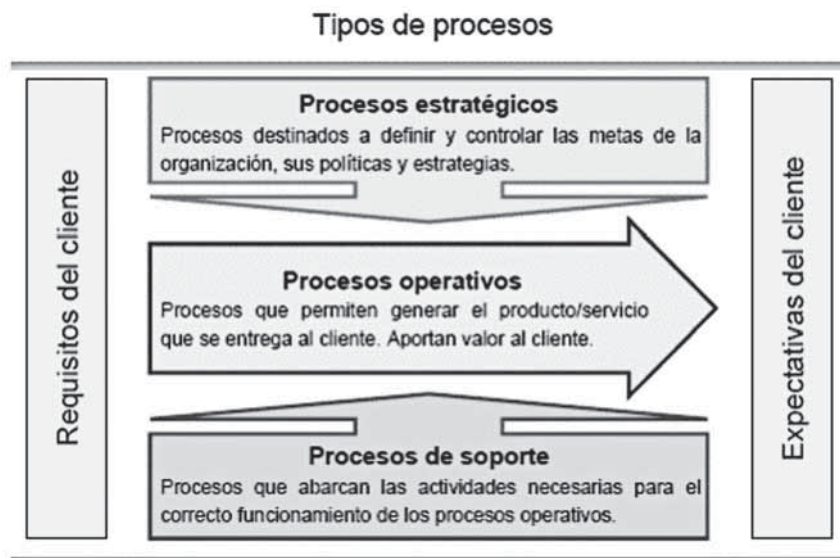 Tipos de procesos
Requisitos del cliente
Procesos estratégicos
Procesos destinados a definir y controlar las metas de la
organización, sus políticas y estrategias.
Procesos operativos
Procesos que permiten generar el producto/servicio
que se entrega al cliente. Aportan valor al cliente.
Procesos de soporte
Procesos que abarcan las actividades necesarias para el
correcto funcionamiento de los procesos operativos.
Expectativas del cliente